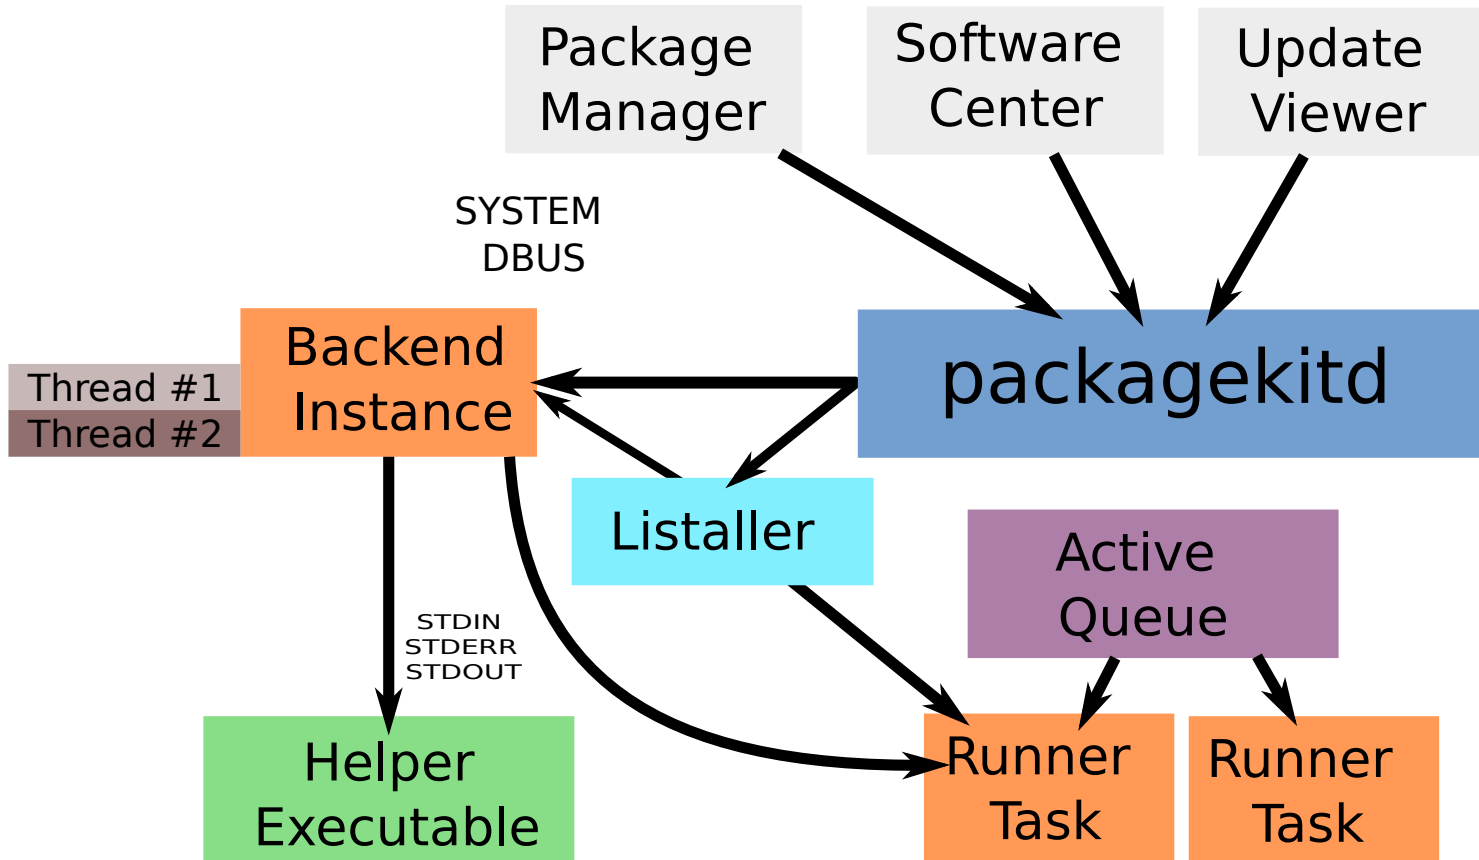 Package
Manager
Software
Center
Update
Viewer
SYSTEM
DBUS
Backend
Instance
Thread #1
Thread #2
packagekitd
Listaller
Active
Queue
STDIN
STDERR
STDOUT
Helper
Executable
Runner
Task
Runner
Task